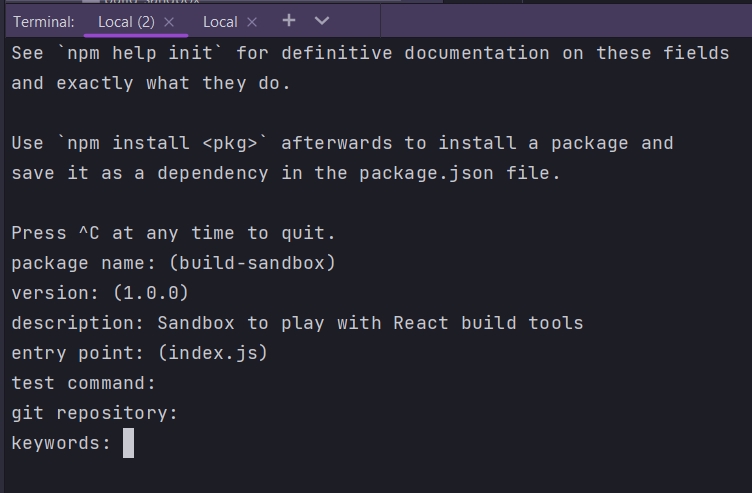 Terminal: Local (2) × Local × +
See `npm help init` for definitive documentation on these fields
and exactly what they do.
Use `npm install <pkg>` afterwards to install a package and
save it as a dependency in the package.json file.
Press ^C at any time to quit.
package name: (build-sandbox)
version: (1.0.0)
description: Sandbox to play with React build tools
entry point: (index.js)
test command:
git repository:
keywords: